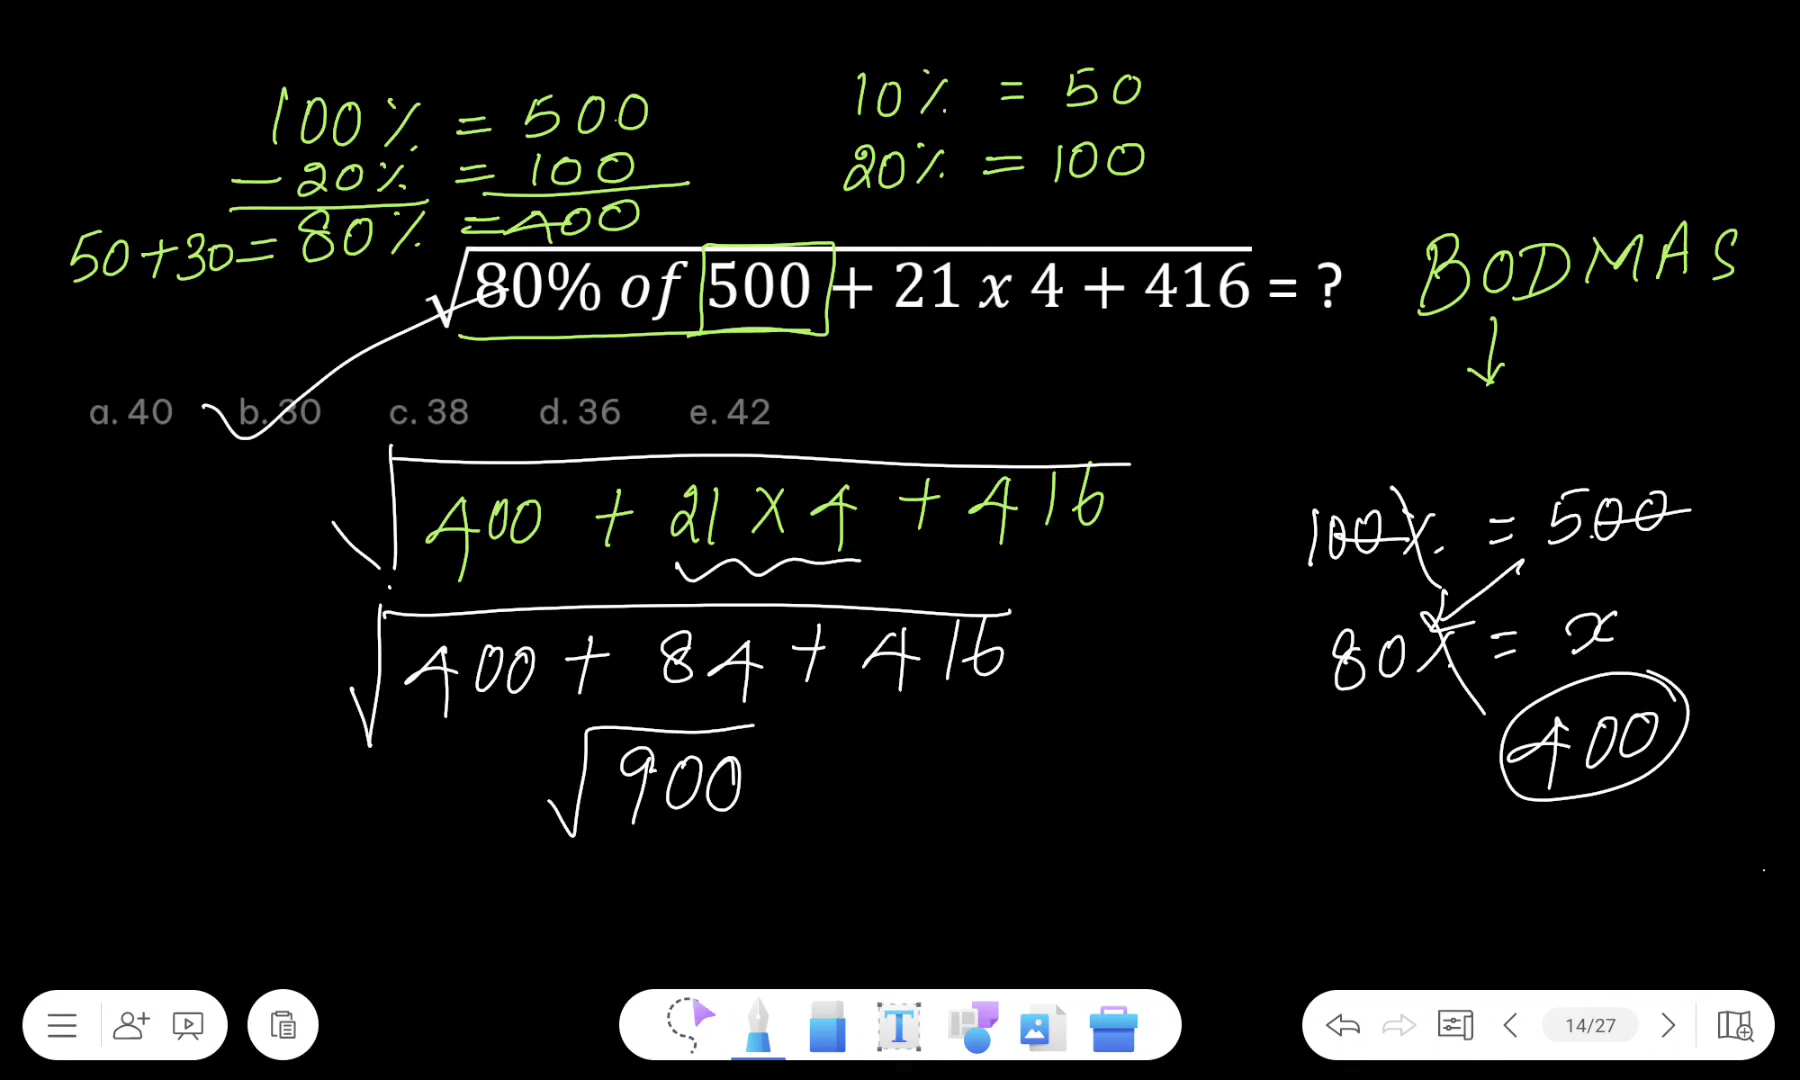 100% = 500
- 20% = 100
50+30= 80% =400
10% = 50
20% = 100
√80% of 500 + 21 x 4 + 416 = ?
BODMAS
a. 40 b. 30 c. 38 d. 36 e. 42
√400 + 21 x 4 + 416
√400 + 84 + 416
√900
100% = 500
80% = x
400
14/27